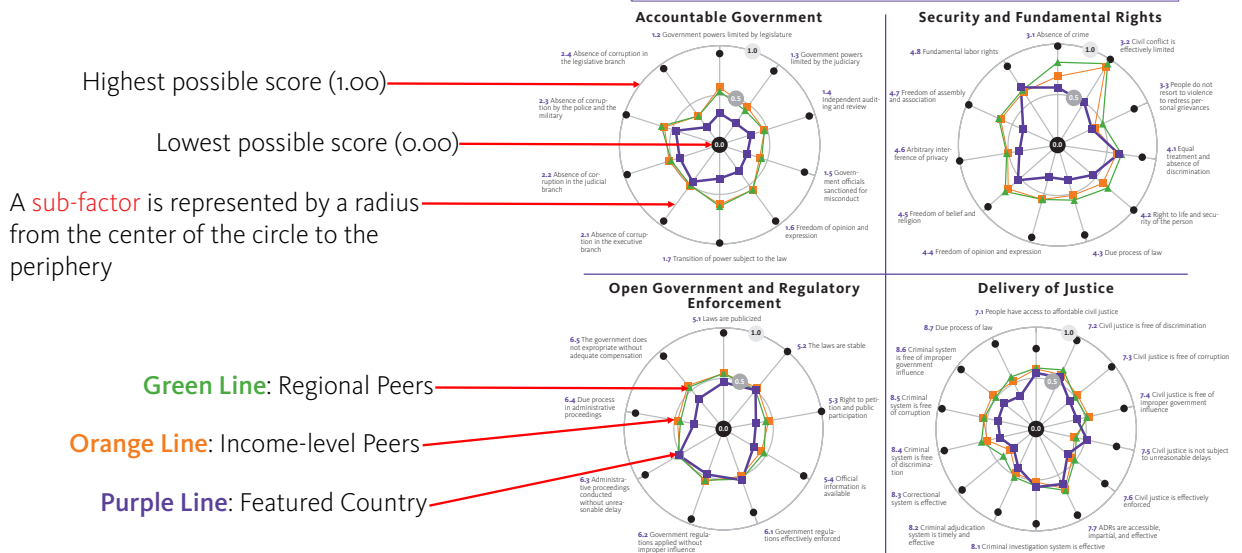 Highest possible score (1.00)
Lowest possible score (0.00)
A sub-factor is represented by a radius
from the center of the circle to the
periphery
Green Line: Regional Peers
Orange Line: Income-level Peers
Purple Line: Featured Country
Accountable Government
1.2 Government powers limited by legislature
1.0
0.5
0.0
1.3 Government powers
limited by the judiciary
1.4
Independent audit-
ing and review
1.5 Govern-
ment officials
sanctioned for
misconduct
1.6 Freedom of opinion and
expression
1.7 Transition of power subject to the law
2.1 Absence of corrup-
tion in the executive
branch
2.2 Absence of cor-
ruption in the judicial
branch
2.3 Absence of corrup-
tion by the police and the
military
2.4 Absence of corruption in
the legislative branch
Security and Fundamental Rights
3.1 Absence of crime
1.0
0.5
0.0
3.2 Civil conflict is
effectively limited
3.3 People do not
resort to violence
to redress per-
sonal grievances
4.1 Equal
treatment and
absence of
discrimination
4.2 Right to life and secu-
rity of the person
4.3 Due process of law
4.4 Freedom of opinion and expression
4.5 Freedom of belief and
religion
4.6 Arbitrary inter-
ference of privacy
4.7 Freedom of assembly
and association
4.8 Fundamental labor rights
Open Government and Regulatory
Enforcement
5.1 Laws are publicized
1.0
0.5
0.0
5.2 The laws are stable
5.3 Right to peti-
tion and public
participation
5.4 Official
information is
available
6.1 Government regula-
tions effectively enforced
6.2 Government regula-
tions applied without
improper influence
6.3 Administra-
tive proceedings
conducted
without unrea-
sonable delay
6.4 Due process
in administrative
proceedings
6.5 The government does
not expropriate without
adequate compensation
Delivery of Justice
7.1 People have access to affordable civil justice
1.0
0.5
0.0
7.2 Civil justice is free of discrimination
7.3 Civil justice is free of corruption
7.4 Civil justice is free of
improper government
influence
7.5 Civil justice is not subject
to unreasonable delays
7.6 Civil justice is effectively
enforced
7.7 ADRs are accessible,
impartial, and effective
8.1 Criminal investigation system is effective
8.2 Criminal adjudication
system is timely and
effective
8.3 Correctional
system is effective
8.4
Criminal
system is free
of discrimina-
tion
8.5 Criminal
system is free
of corruption
8.6 Criminal system
is free of improper
government
influence
8.7 Due process of law